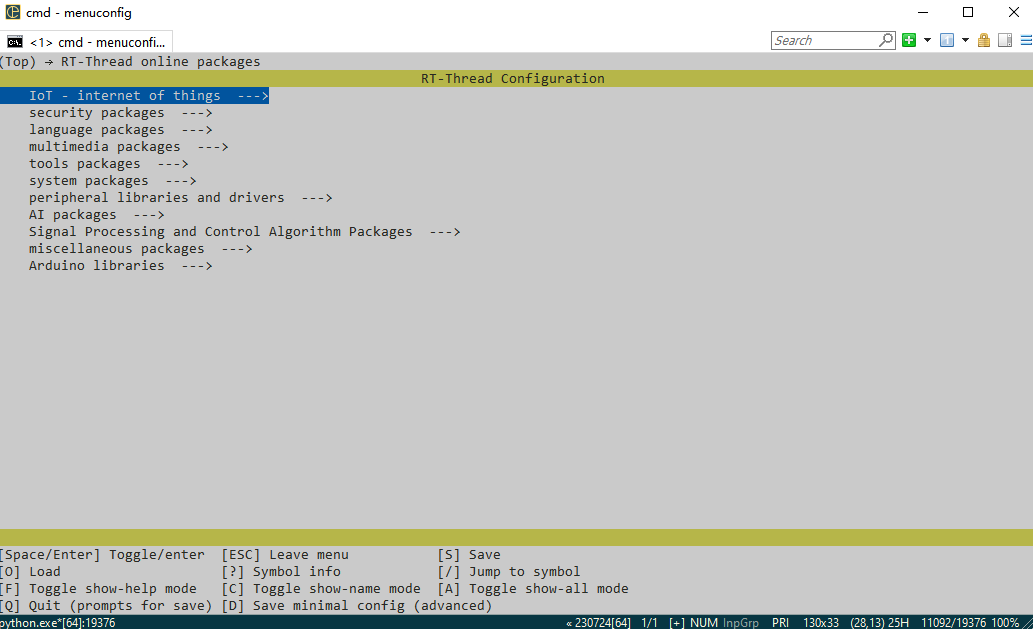 cmd - menuconfig
<1> cmd - menuconfi...
Search
(Top) → RT-Thread online packages
RT-Thread Configuration
IoT - internet of things  --->
security packages  --->
language packages  --->
multimedia packages  --->
tools packages  --->
system packages  --->
peripheral libraries and drivers  --->
AI packages  --->
Signal Processing and Control Algorithm Packages  --->
miscellaneous packages  --->
Arduino libraries  --->
[Space/Enter] Toggle/enter  [ESC] Leave menu           [S] Save
[O] Load                    [?] Symbol info            [/] Jump to symbol
[F] Toggle show-help mode   [C] Toggle show-name mode  [A] Toggle show-all mode
[Q] Quit (prompts for save) [D] Save minimal config (advanced)
python.exe*[64]:19376 « 230724[64] 1/1 [+] NUM InpGrp PRI 130x33 (28,13) 25H 11092/19376 100%